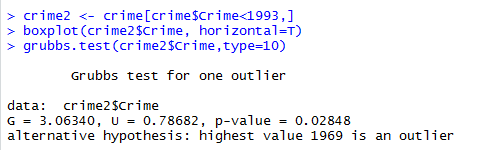 > crime2 <- crime[crime$Crime<1993,]
> boxplot(crime2$Crime, horizontal=T)
> grubbs.test(crime2$Crime,type=10)
Grubbs test for one outlier
data:  crime2$Crime
G = 3.06340, U = 0.78682, p-value = 0.02848
alternative hypothesis: highest value 1969 is an outlier